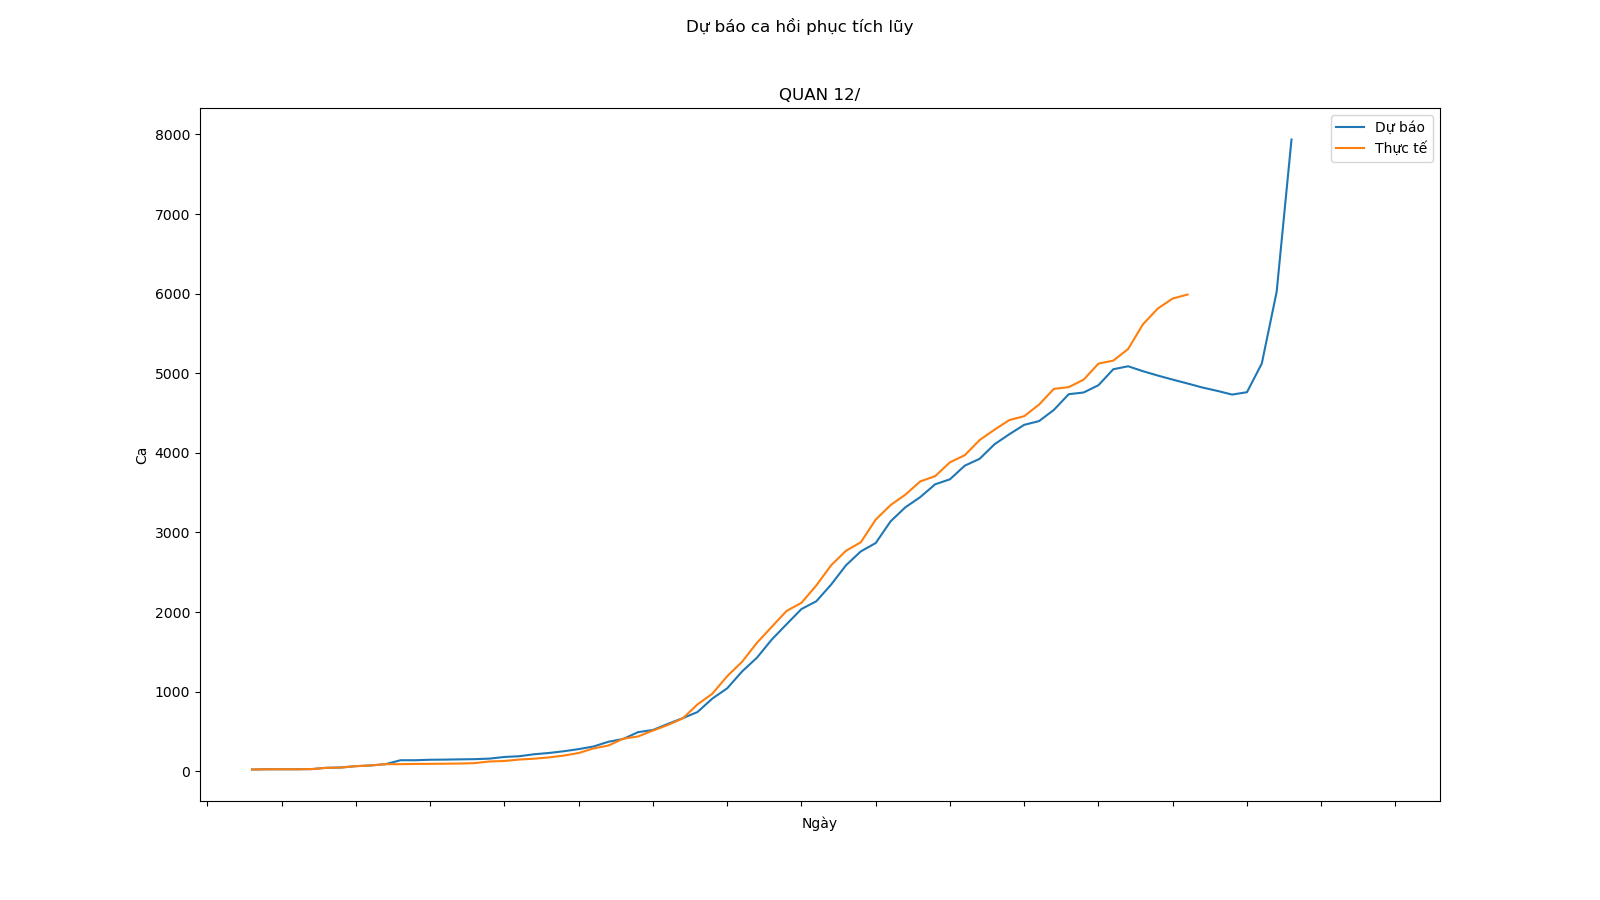 Dự báo ca hồi phục tích lũy
QUAN 12/
Dự báo
Thực tế
8000
7000
6000
5000
4000
3000
2000
1000
0
Ca
Ngày